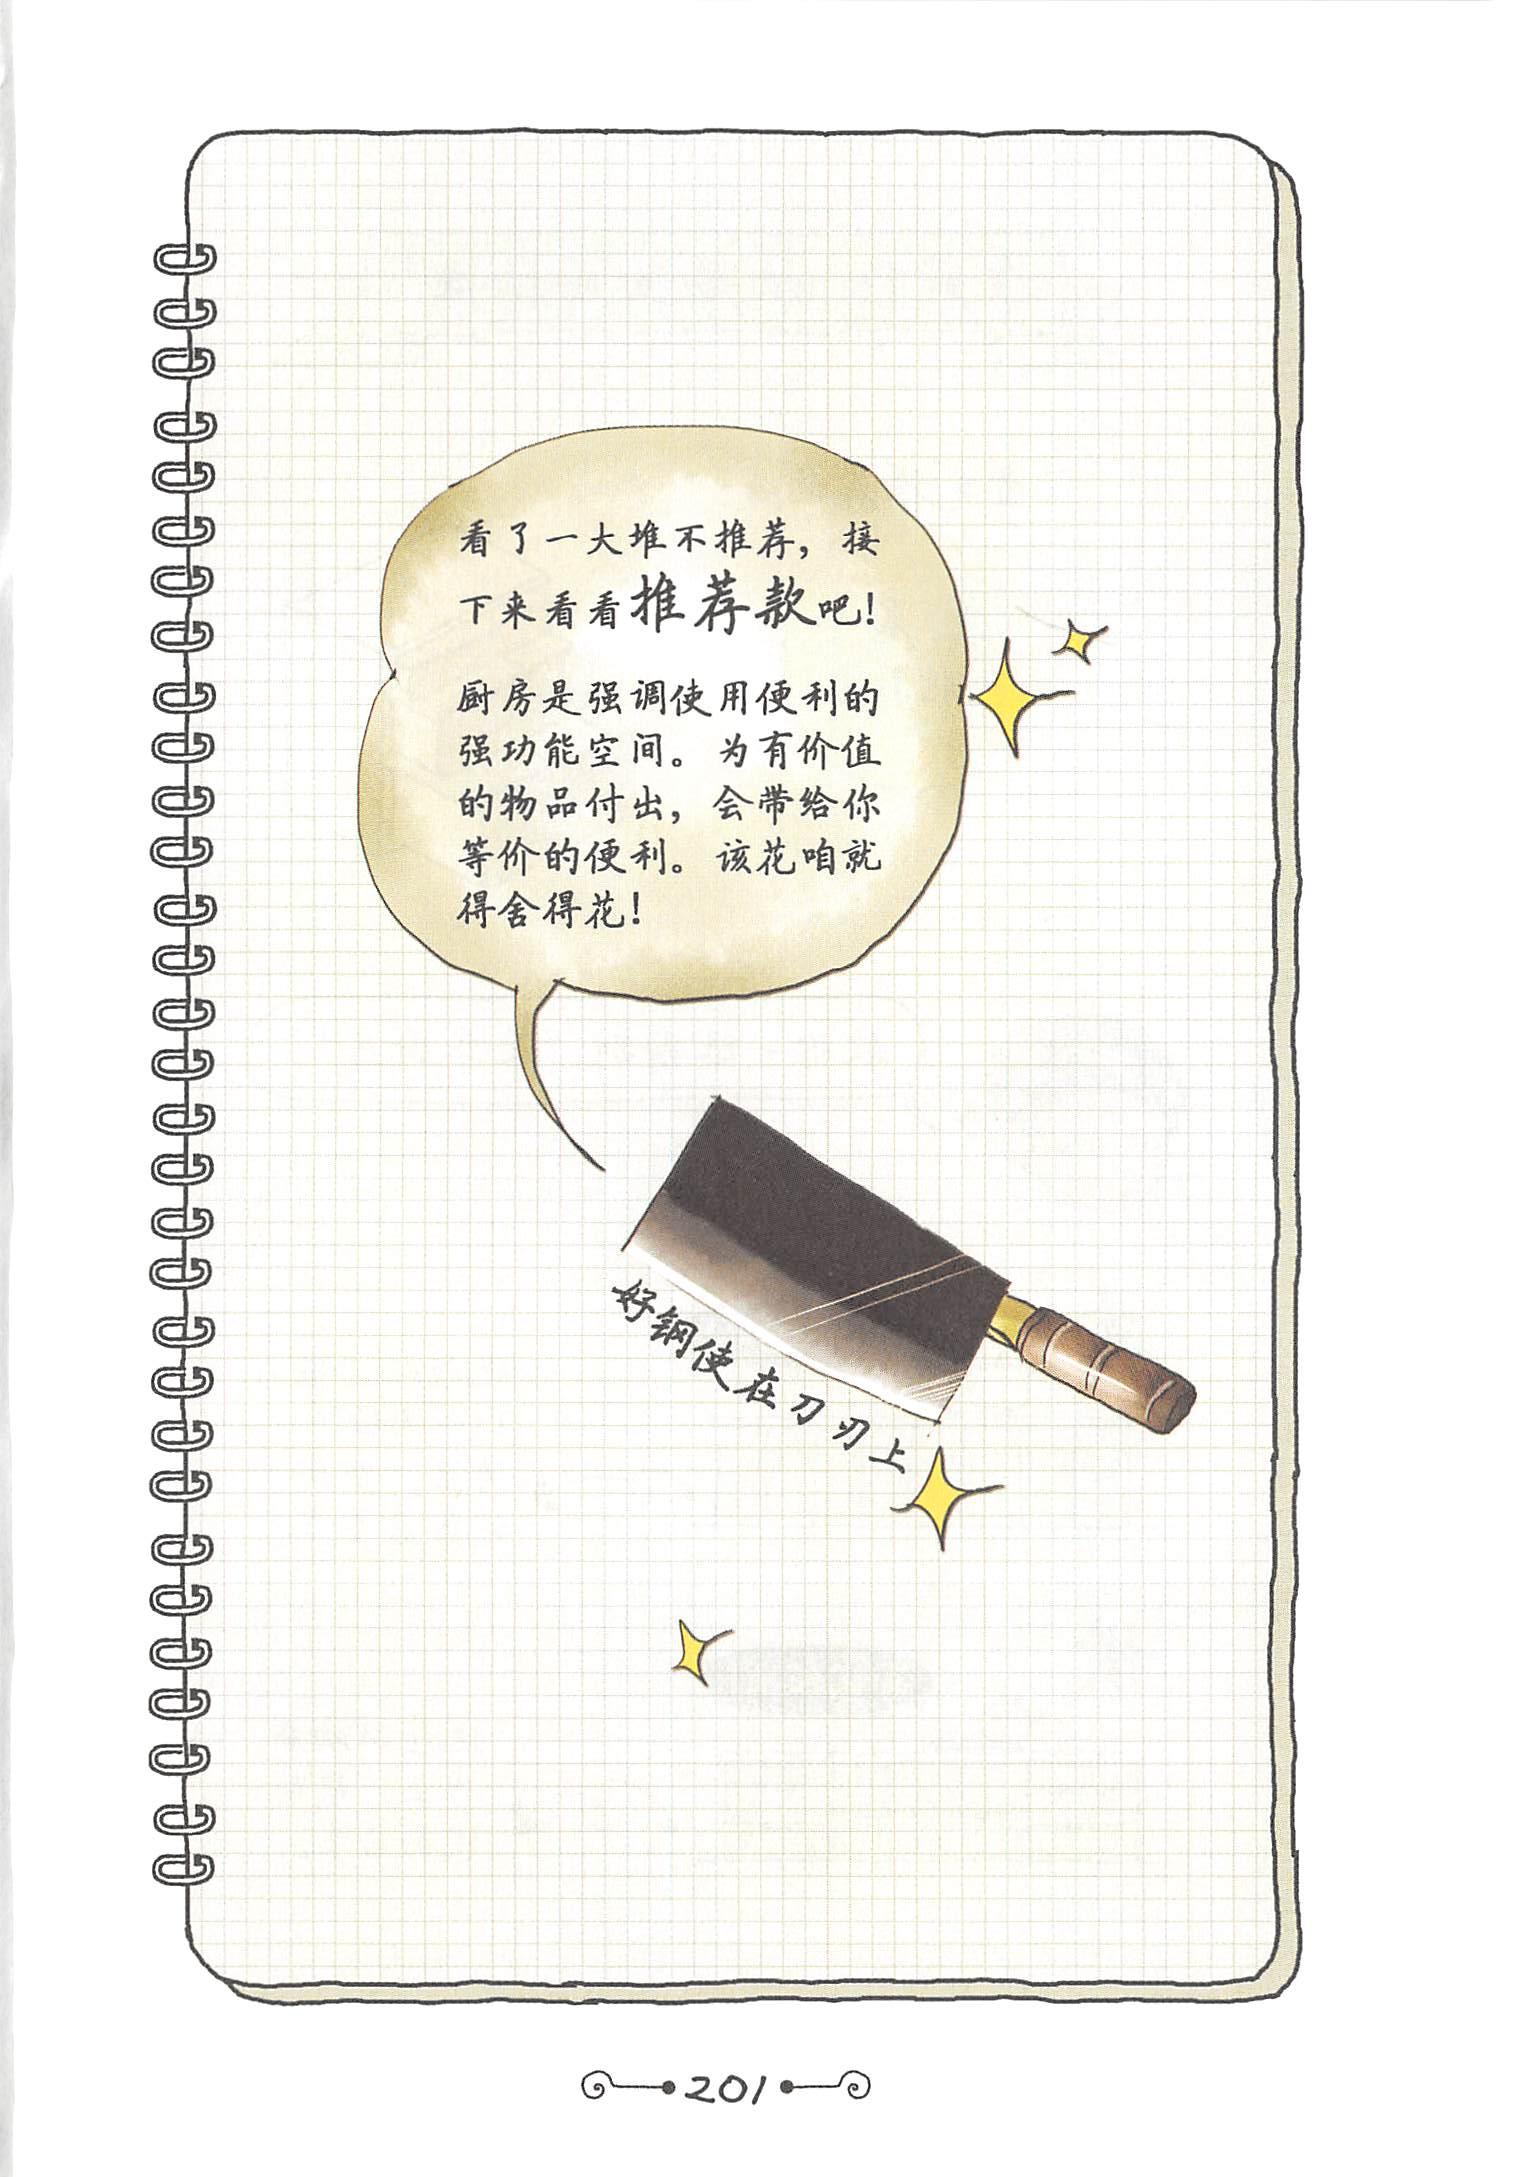 看了一大堆不推荐，接
下来看看推荐款吧！
厨房是强调使用便利的
强功能空间。为有价值
的物品付出，会带给你
等价的便利。该花咱就
得舍得花！
好钢使在刀刃上
201